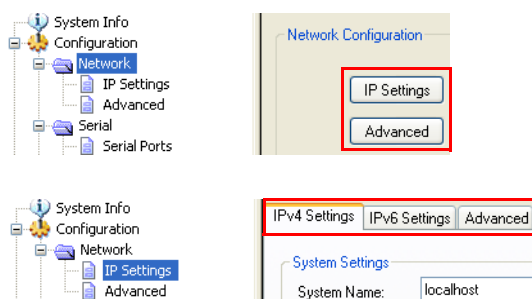 System Info
Configuration
Network
IP Settings
Advanced
Serial
Serial Ports
Network Configuration
IP Settings
Advanced
System Info
Configuration
Network
IP Settings
Advanced
IPv4 Settings IPv6 Settings Advanced
System Settings
System Name: localhost